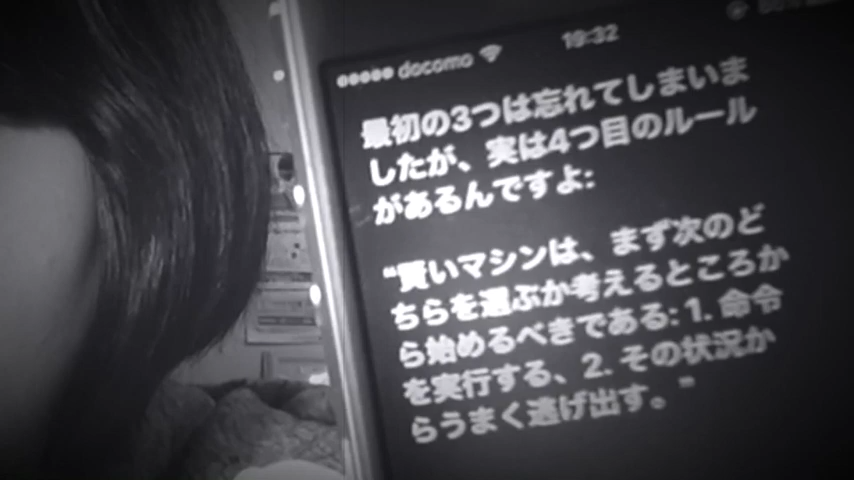 docomo 19:32
最初の3つは忘れてしまいま
したが、実は4つ目のルール
があるんですよ:
“賢いマシンは、まず次のど
ちらを選ぶか考えるところか
ら始めるべきである: 1. 命令
を実行する、2. その状況か
らうまく逃げ出す。”